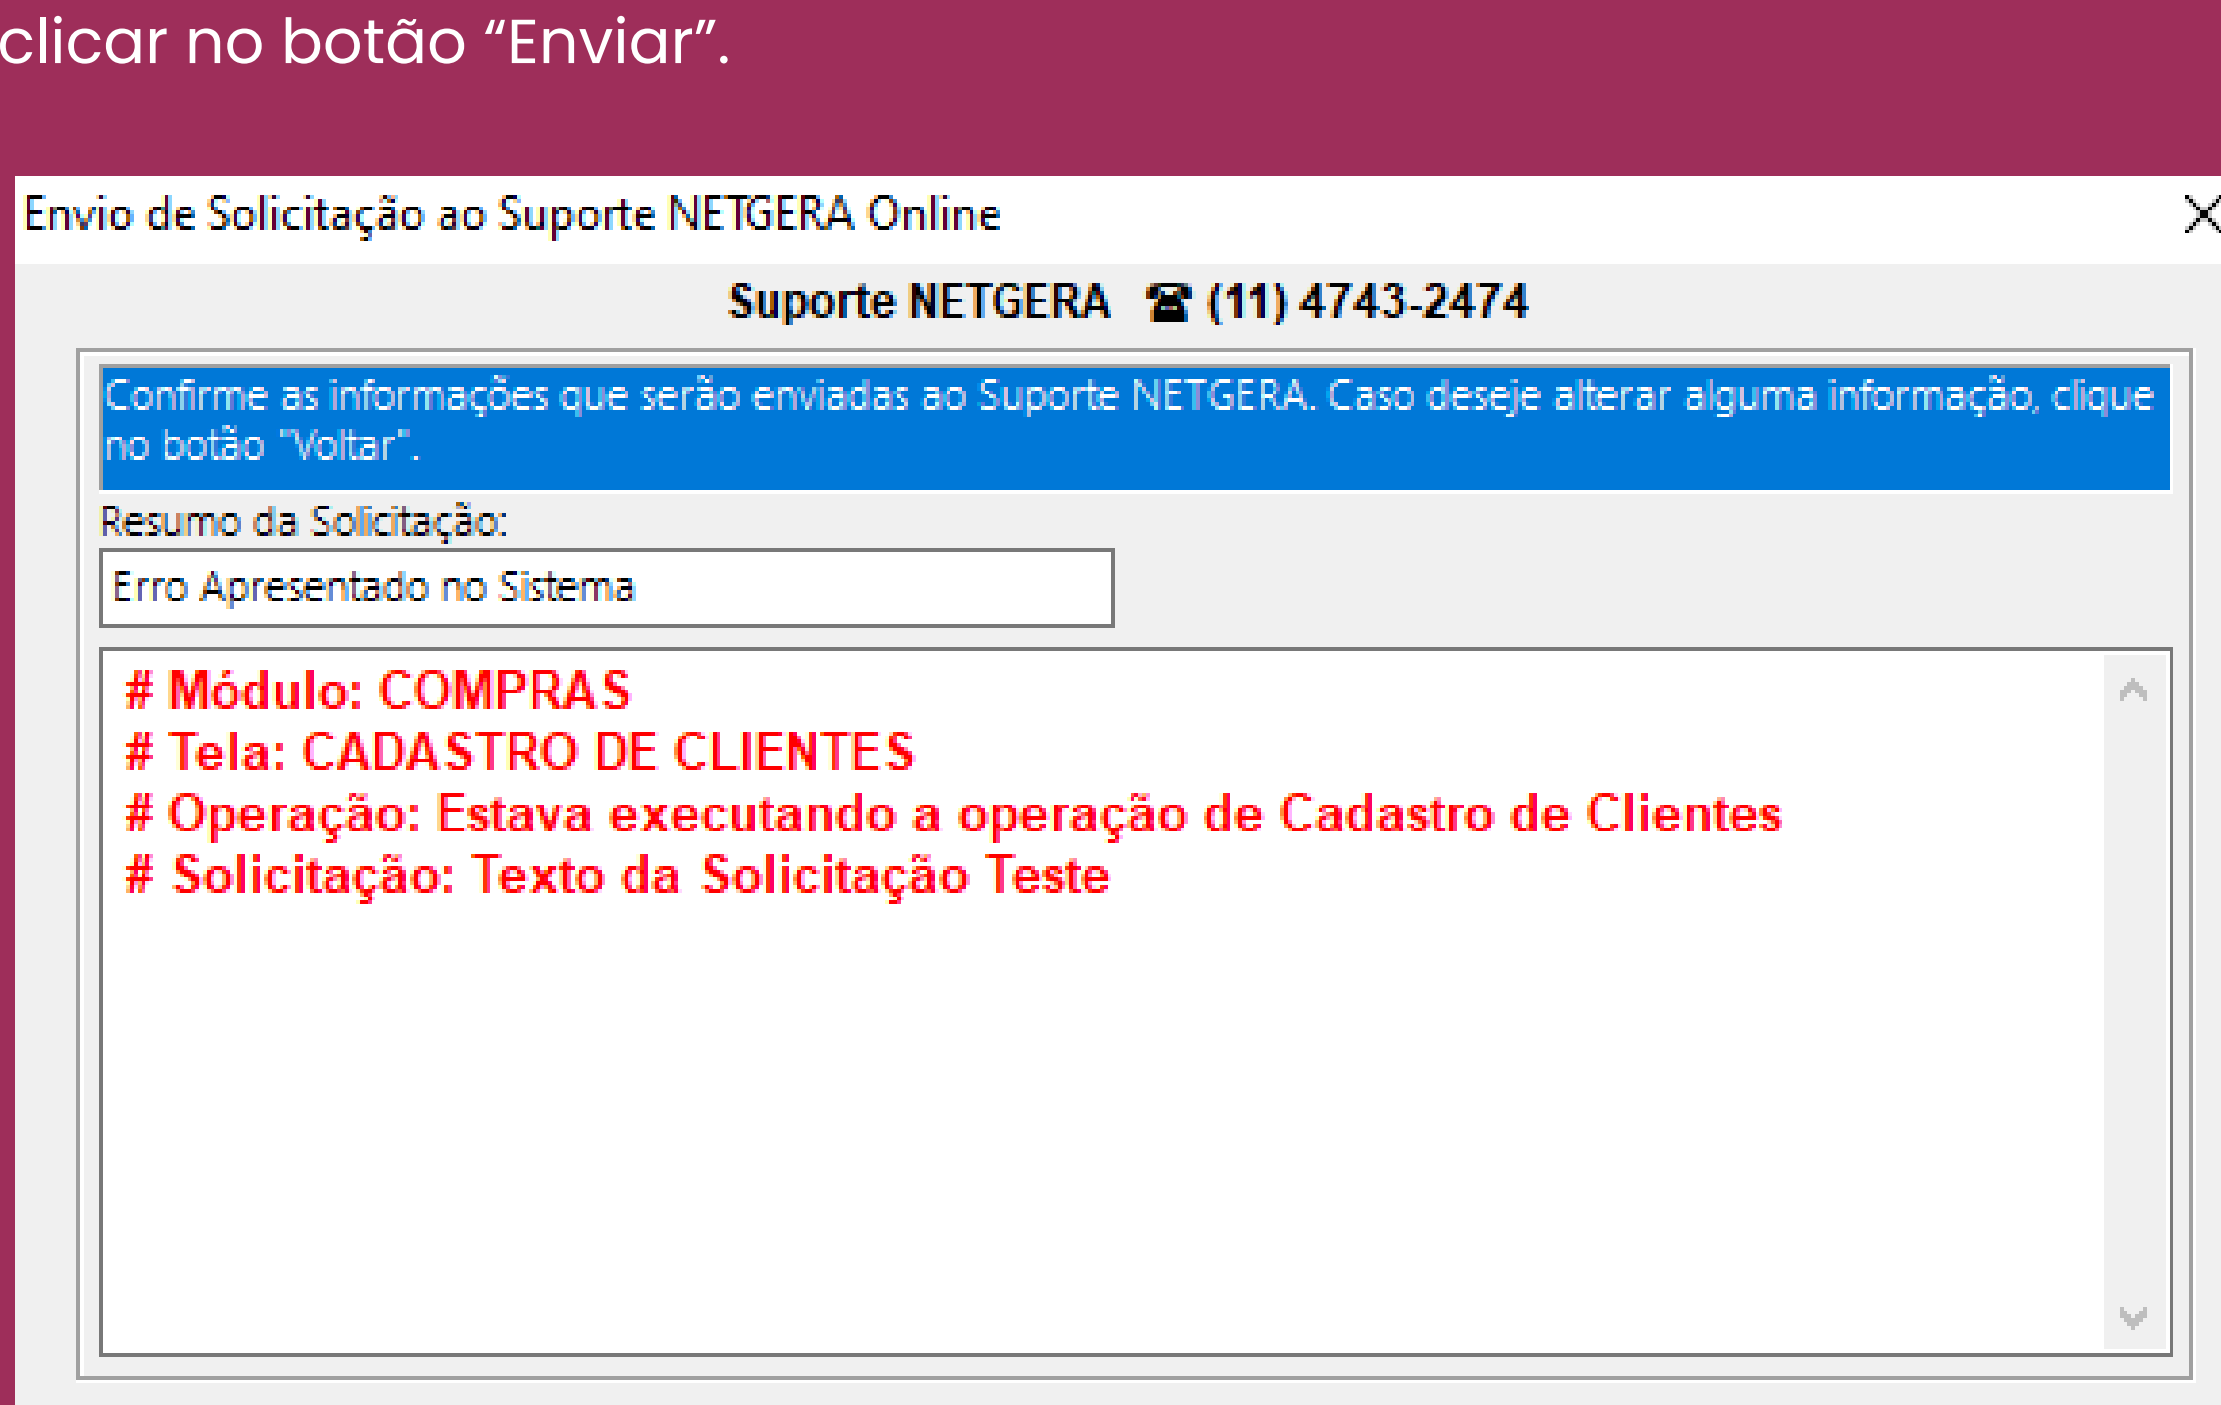 clicar no botão “Enviar”.
Envio de Solicitação ao Suporte NETGERA Online
Suporte NETGERA ☎ (11) 4743-2474
Confirme as informações que serão enviadas ao Suporte NETGERA. Caso deseje alterar alguma informação, clique
no botão "Voltar".
Resumo da Solicitação:
Erro Apresentado no Sistema
# Módulo: COMPRAS
# Tela: CADASTRO DE CLIENTES
# Operação: Estava executando a operação de Cadastro de Clientes
# Solicitação: Texto da Solicitação Teste